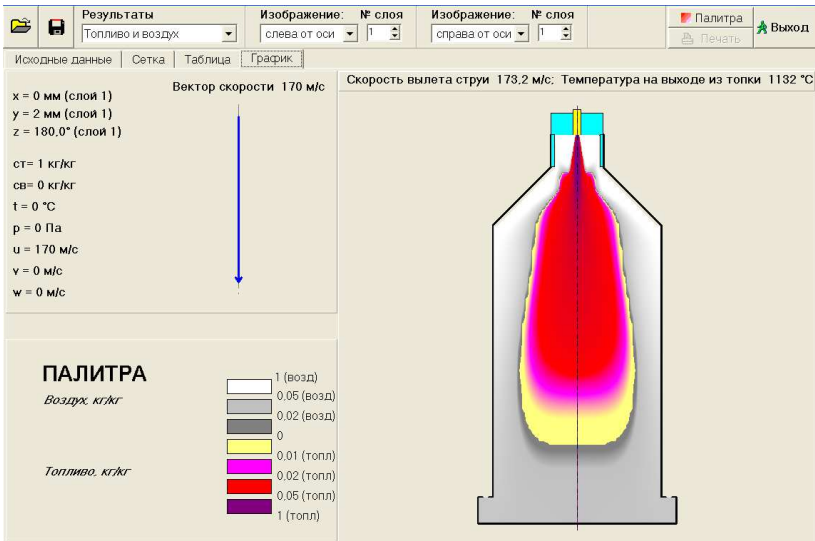 Результаты
Изображение: № слоя
Изображение: № слоя
Топливо и воздух
слева от оси
1
справа от оси
1
Палитра
Печать
Выход
Исходные данные
Сетка
Таблица
График
x = 0 мм (слой 1)
y = 2 мм (слой 1)
z = 180,0° (слой 1)
ст= 1 кг/кг
св= 0 кг/кг
t = 0 °C
p = 0 Па
u = 170 м/с
v = 0 м/с
w = 0 м/с
Вектор скорости 170 м/с
Скорость вылета струи 173,2 м/с; Температура на выходе из топки 1132 °C
ПАЛИТРА
Воздух, кг/кг
Топливо, кг/кг
1 (возд)
0,05 (возд)
0,02 (возд)
0
0,01 (топл)
0,02 (топл)
0,05 (топл)
1 (топл)